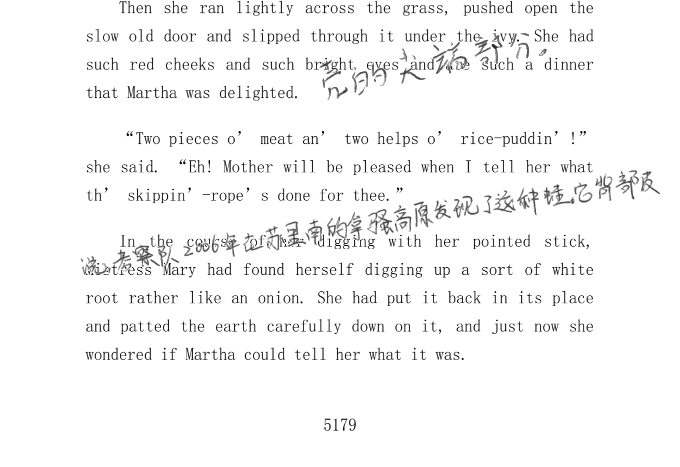 Then she ran lightly across the grass, pushed open the
slow old door and slipped through it under the ivy. She had
such red cheeks and such bright eyes and ate such a dinner
亮的尖端部分。
that Martha was delighted.
“Two pieces o’ meat an’ two helps o’ rice-puddin’!”
she said. “Eh! Mother will be pleased when I tell her what
th’ skippin’-rope’s done for thee.”
In the course of her digging with her pointed stick,
考察队2006年在苏里南的拿骚高原发现了这种蛙,它背部皮
Mistress Mary had found herself digging up a sort of white
root rather like an onion. She had put it back in its place
and patted the earth carefully down on it, and just now she
wondered if Martha could tell her what it was.
5179